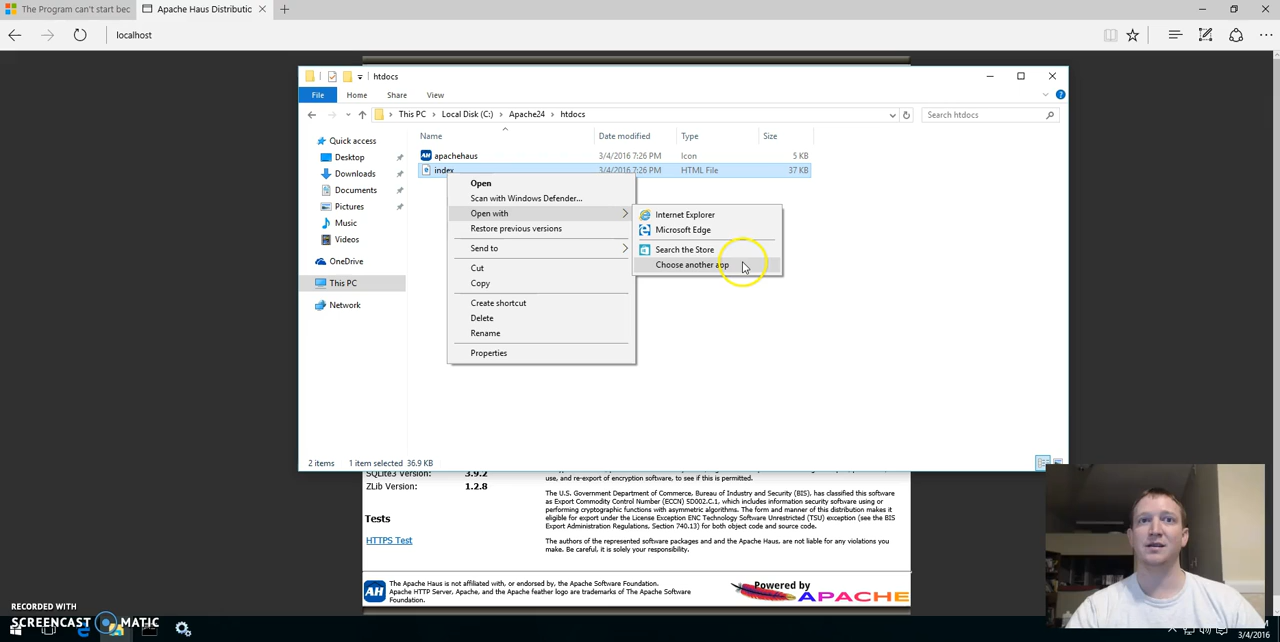 The Program can't start bec
Apache Haus Distributic
localhost
htdocs
File Home Share View
This PC Local Disk (C:) Apache24 htdocs
Search htdocs
Name Date modified Type Size
Quick access
Desktop
Downloads
Documents
Pictures
Music
Videos
OneDrive
This PC
Network
apachehaus 3/4/2016 7:26 PM Icon 5 KB
index 3/4/2016 7:26 PM HTML File 37 KB
Open
Scan with Windows Defender...
Open with
Restore previous versions
Send to
Cut
Copy
Create shortcut
Delete
Rename
Properties
Internet Explorer
Microsoft Edge
Search the Store
Choose another app
2 items 1 item selected 36.9 KB
SQLite3 Version: 3.9.2
ZLib Version: 1.2.8
Tests
HTTPS Test
use, and re-export of encryption software, to see if this is permitted.
The U.S. Government Department of Commerce, Bureau of Industry and Security (BIS), has classified this software
as Export Commodity Control Number (ECCN) 5D002.C.1, which includes information security software using or
performing cryptographic functions with asymmetric algorithms. The form and manner of this distribution makes it
eligible for export under the License Exception ENC Technology Software Unrestricted (TSU) exception (see the BIS
Export Administration Regulations, Section 740.13) for both object code and source code.
The authors of the represented software packages and and the Apache Haus, are not liable for any violations you
make. Be careful, it is solely your responsibility.
AH
The Apache Haus is not affiliated with, or endorsed by, the Apache Software Foundation.
Apache HTTP Server, Apache, and the Apache feather logo are trademarks of The Apache Software
Foundation.
Powered by
APACHE
RECORDED WITH
SCREENCAST MATIC
3/4/2016